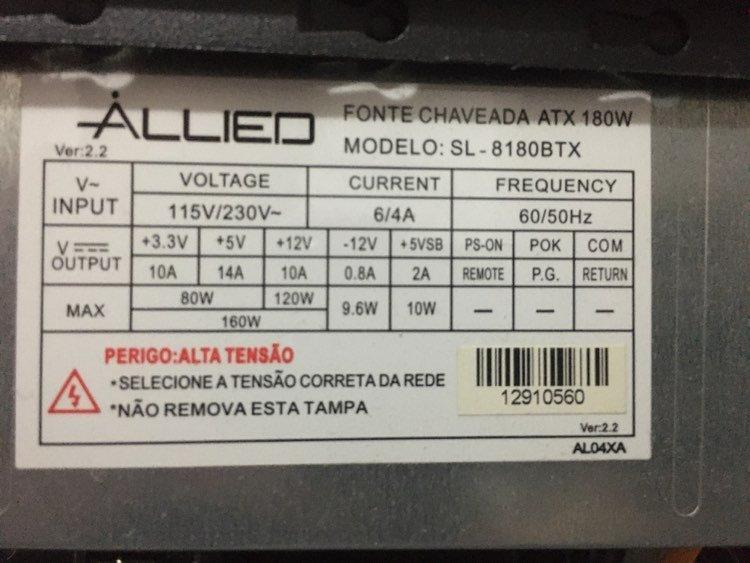 ALLIED
FONTE CHAVEADA ATX 180W
Ver:2.2
MODELO: SL-8180BTX
V~ INPUT VOLTAGE CURRENT FREQUENCY
115V/230V~ 6/4A 60/50Hz
V OUTPUT +3.3V +5V +12V -12V +5VSB PS-ON POK COM
10A 14A 10A 0.8A 2A REMOTE P.G. RETURN
MAX 80W 120W 9.6W 10W — — —
160W
PERIGO:ALTA TENSÃO
•SELECIONE A TENSÃO CORRETA DA REDE
*NÃO REMOVA ESTA TAMPA
12910560
Ver:2.2
AL04XA